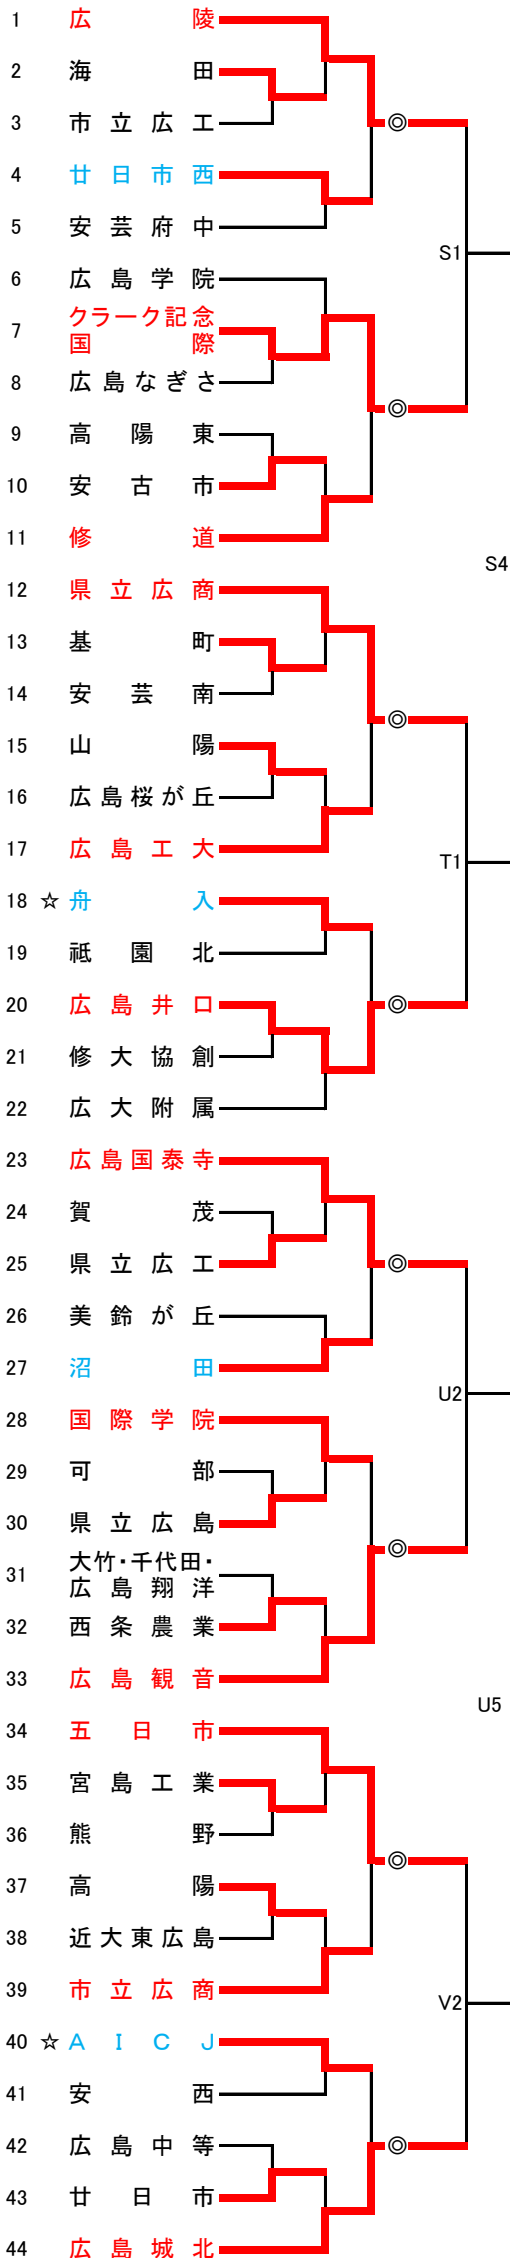 1 広陵
2 海田
3 市立広工
◎
4 廿日市西
5 安芸府中
S1
6 広島学院
7 クラーク記念
国際
8 広島なぎさ
◎
9 高陽東
10 安古市
11 修道
S4
12 県立広商
13 基町
14 安芸南
◎
15 山陽
16 広島桜が丘
17 広島工大
T1
18 ☆ 舟入
19 祗園北
20 広島井口
◎
21 修大協創
22 広大附属
23 広島国泰寺
24 賀茂
25 県立広工
◎
26 美鈴が丘
27 沼田
U2
28 国際学院
29 可部
30 県立広島
◎
31 大竹・千代田・
広島翔洋
32 西条農業
33 広島観音
U5
34 五日市
35 宮島工業
36 熊野
◎
37 高陽
38 近大東広島
39 市立広商
V2
40 ☆ AICJ
41 安西
42 広島中等
◎
43 廿日市
44 広島城北